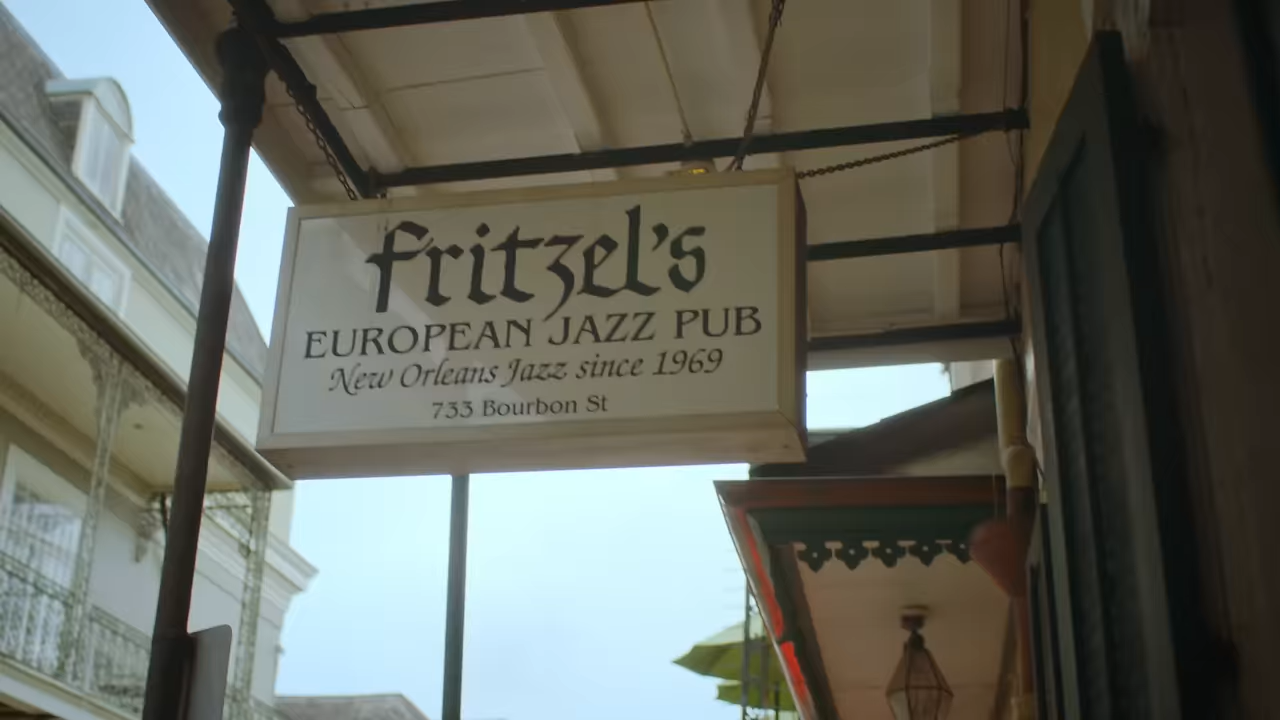 fritzel's
EUROPEAN JAZZ PUB
New Orleans Jazz since 1969
733 Bourbon St